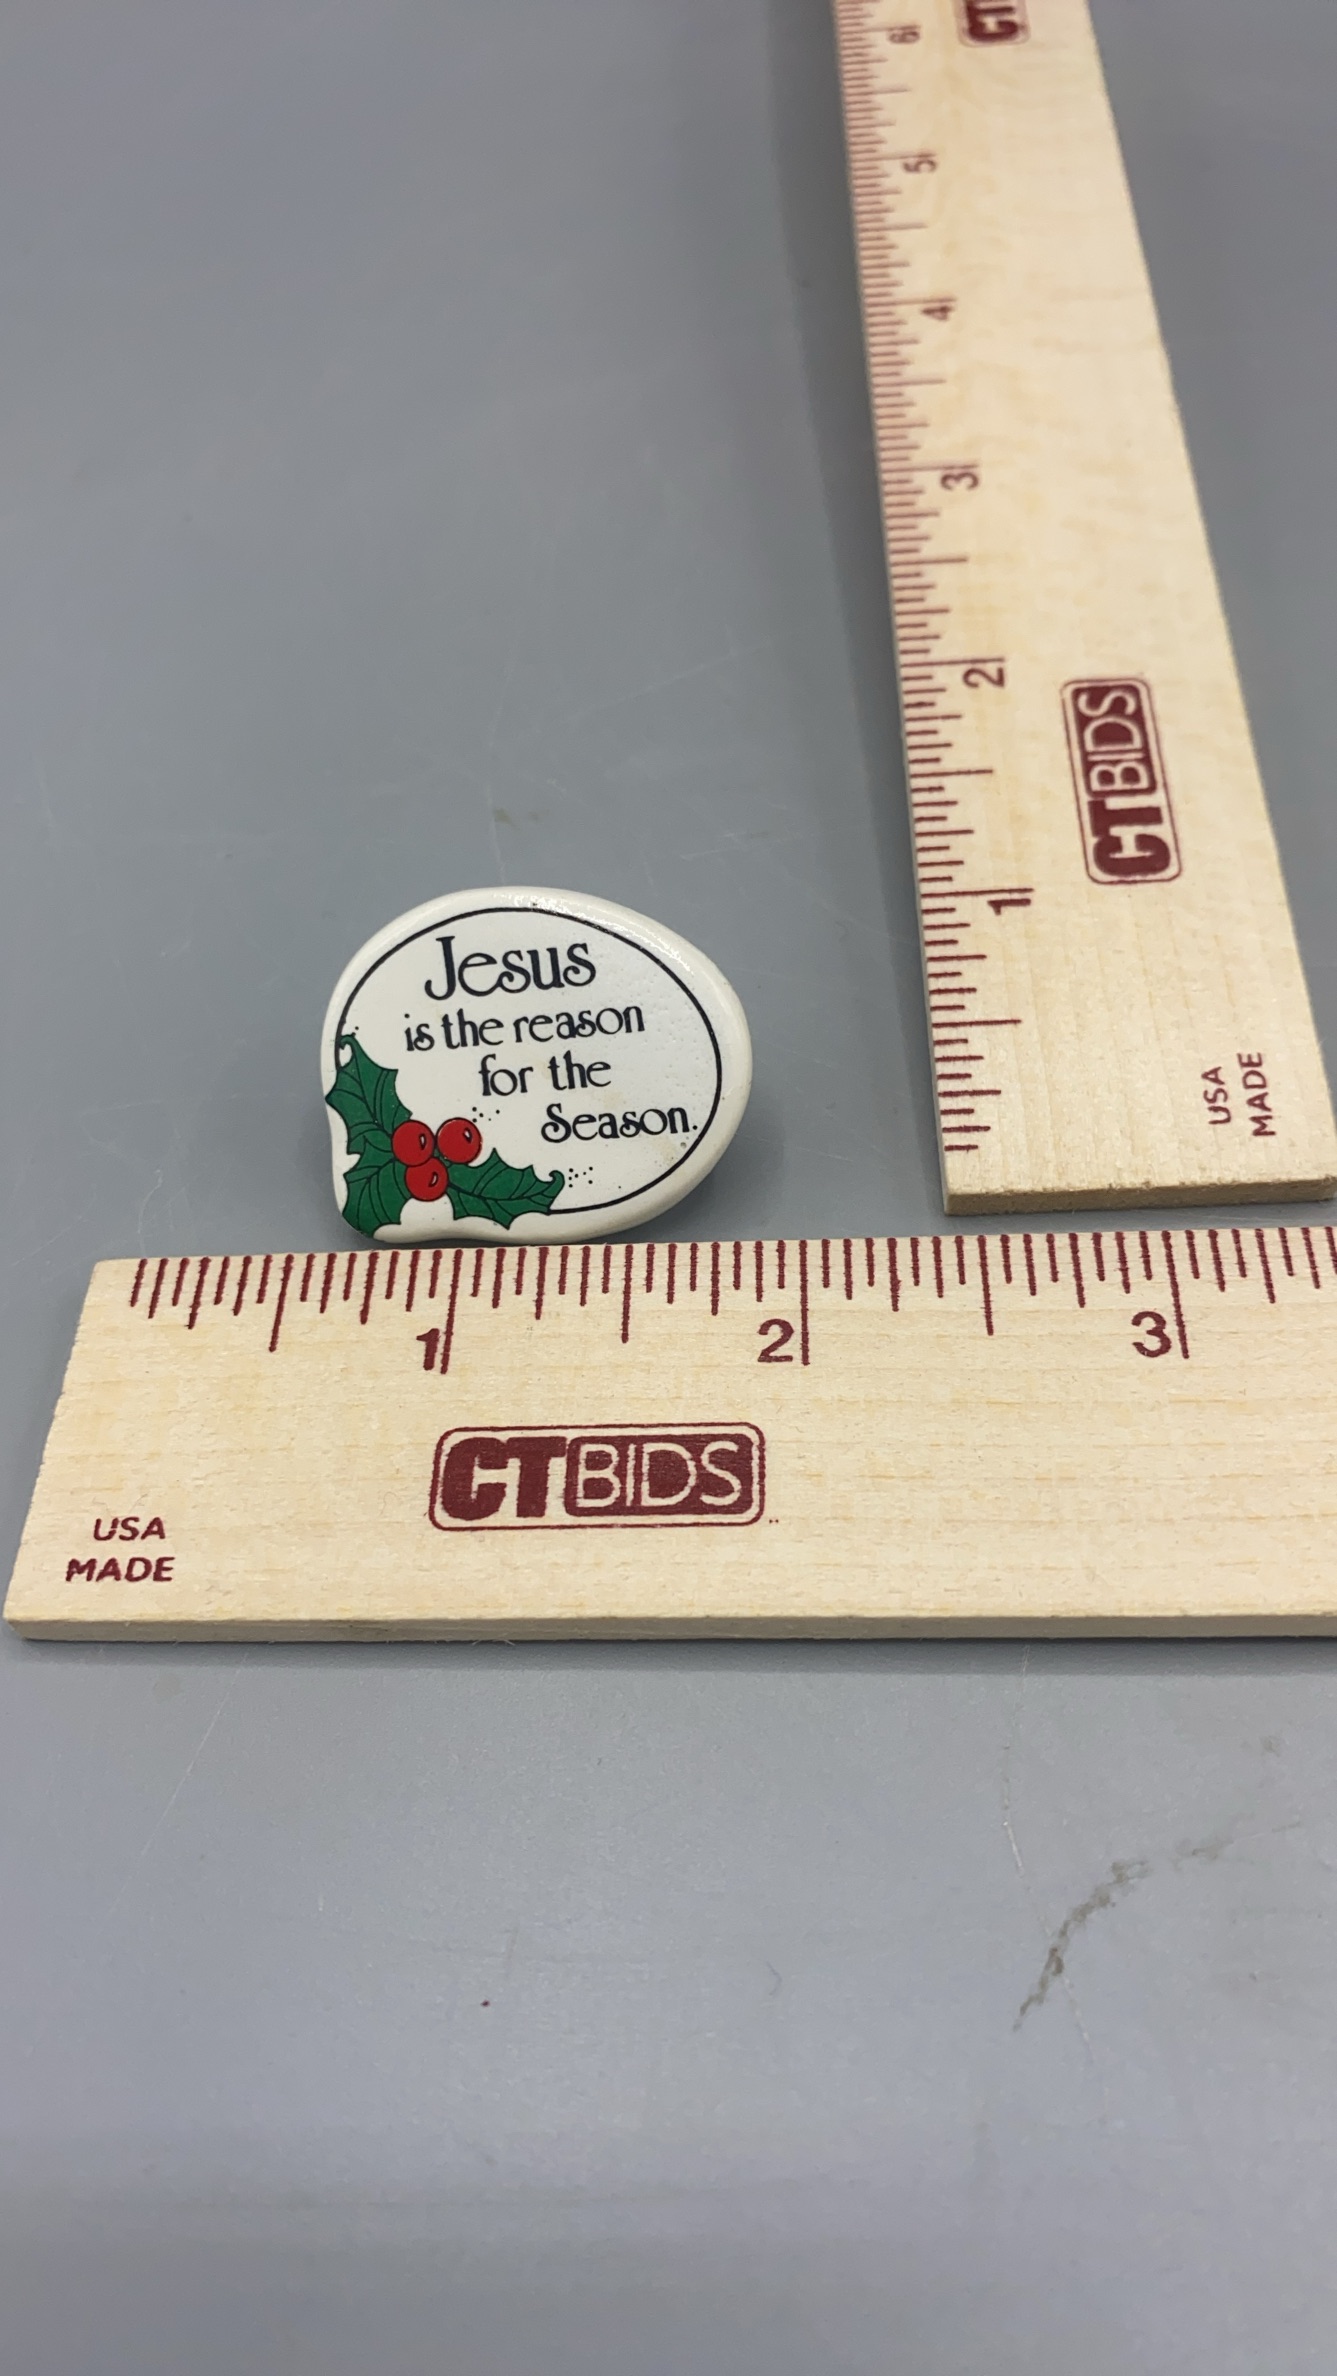 CT
6
5
4
3
2
CTBIDS
1
USA
MADE
Jesus
is the reason
for the
Season.
1 2 3
CTBIDS
USA
MADE